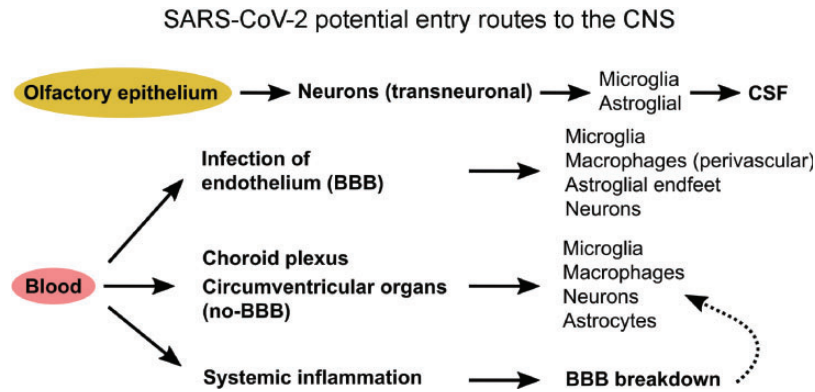 SARS-CoV-2 potential entry routes to the CNS
Olfactory epithelium
Neurons (transneuronal)
Microglia
Astroglial
CSF
Infection of
endothelium (BBB)
Microglia
Macrophages (perivascular)
Astroglial endfeet
Neurons
Blood
Choroid plexus
Circumventricular organs
(no-BBB)
Microglia
Macrophages
Neurons
Astrocytes
Systemic inflammation
BBB breakdown